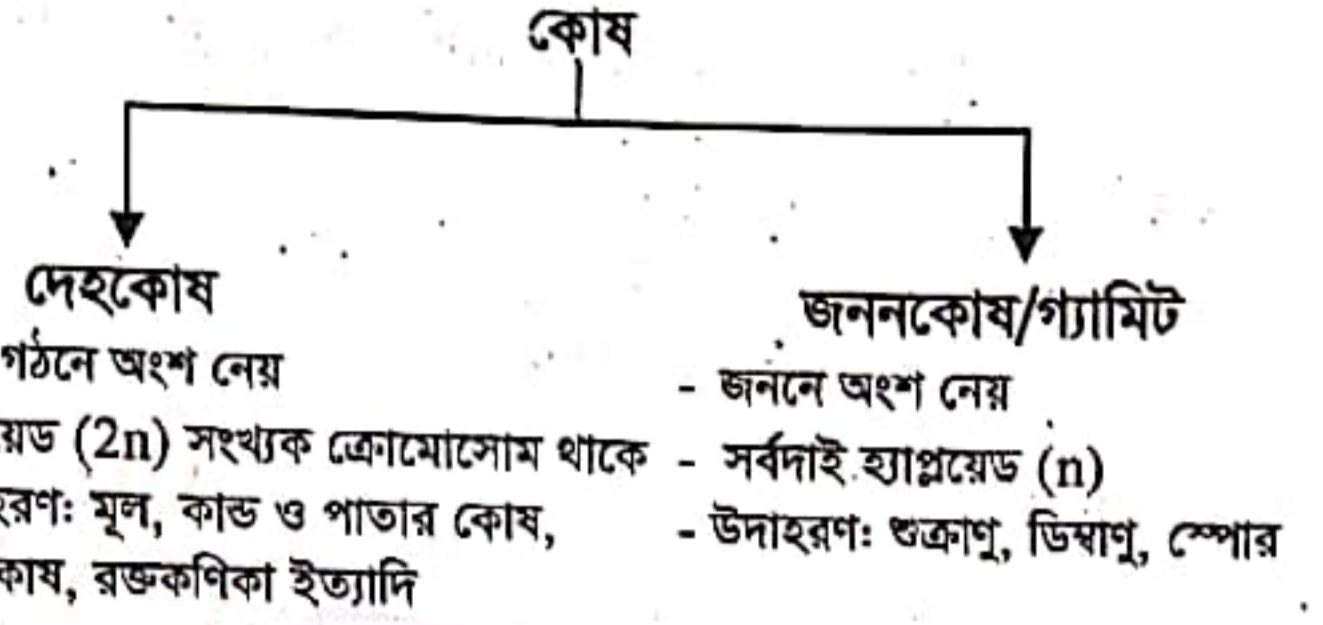 কোষ
দেহকোষ
গঠনে অংশ নেয়
য়ড (2n) সংখ্যক ক্রোমোসোম থাকে
হরণঃ মূল, কান্ড ও পাতার কোষ,
কোষ, রক্তকণিকা ইত্যাদি
জননকোষ/গ্যামিট
- জননে অংশ নেয়
- সর্বদাই হ্যাপ্লয়েড (n)
- উদাহরণঃ শুক্রাণু, ডিম্বাণু, স্পোর